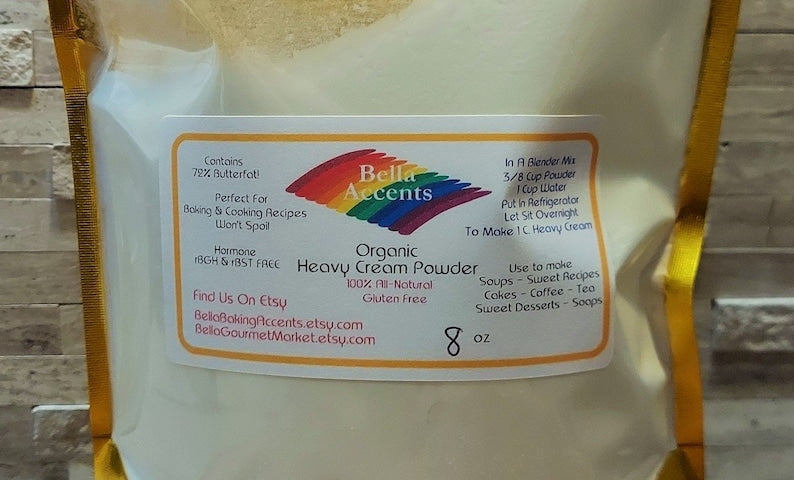 Contains
72% Butterfat!
Perfect For
Baking & Cooking Recipes
Won't Spoil
Hormone
rBGH & rBST FREE
Find Us On Etsy
BellaBakingAccents.etsy.com
BellaGourmetMarket.etsy.com
Bella
Accents
Organic
Heavy Cream Powder
100% All-Natural
Gluten Free
8 oz
In A Blender Mix
3/8 Cup Powder
1 Cup Water
Put In Refrigerator
Let Sit Overnight
To Make 1 C. Heavy Cream
Use to make
Soups - Sweet Recipes
Cakes - Coffee - Tea
Sweet Desserts - Soaps